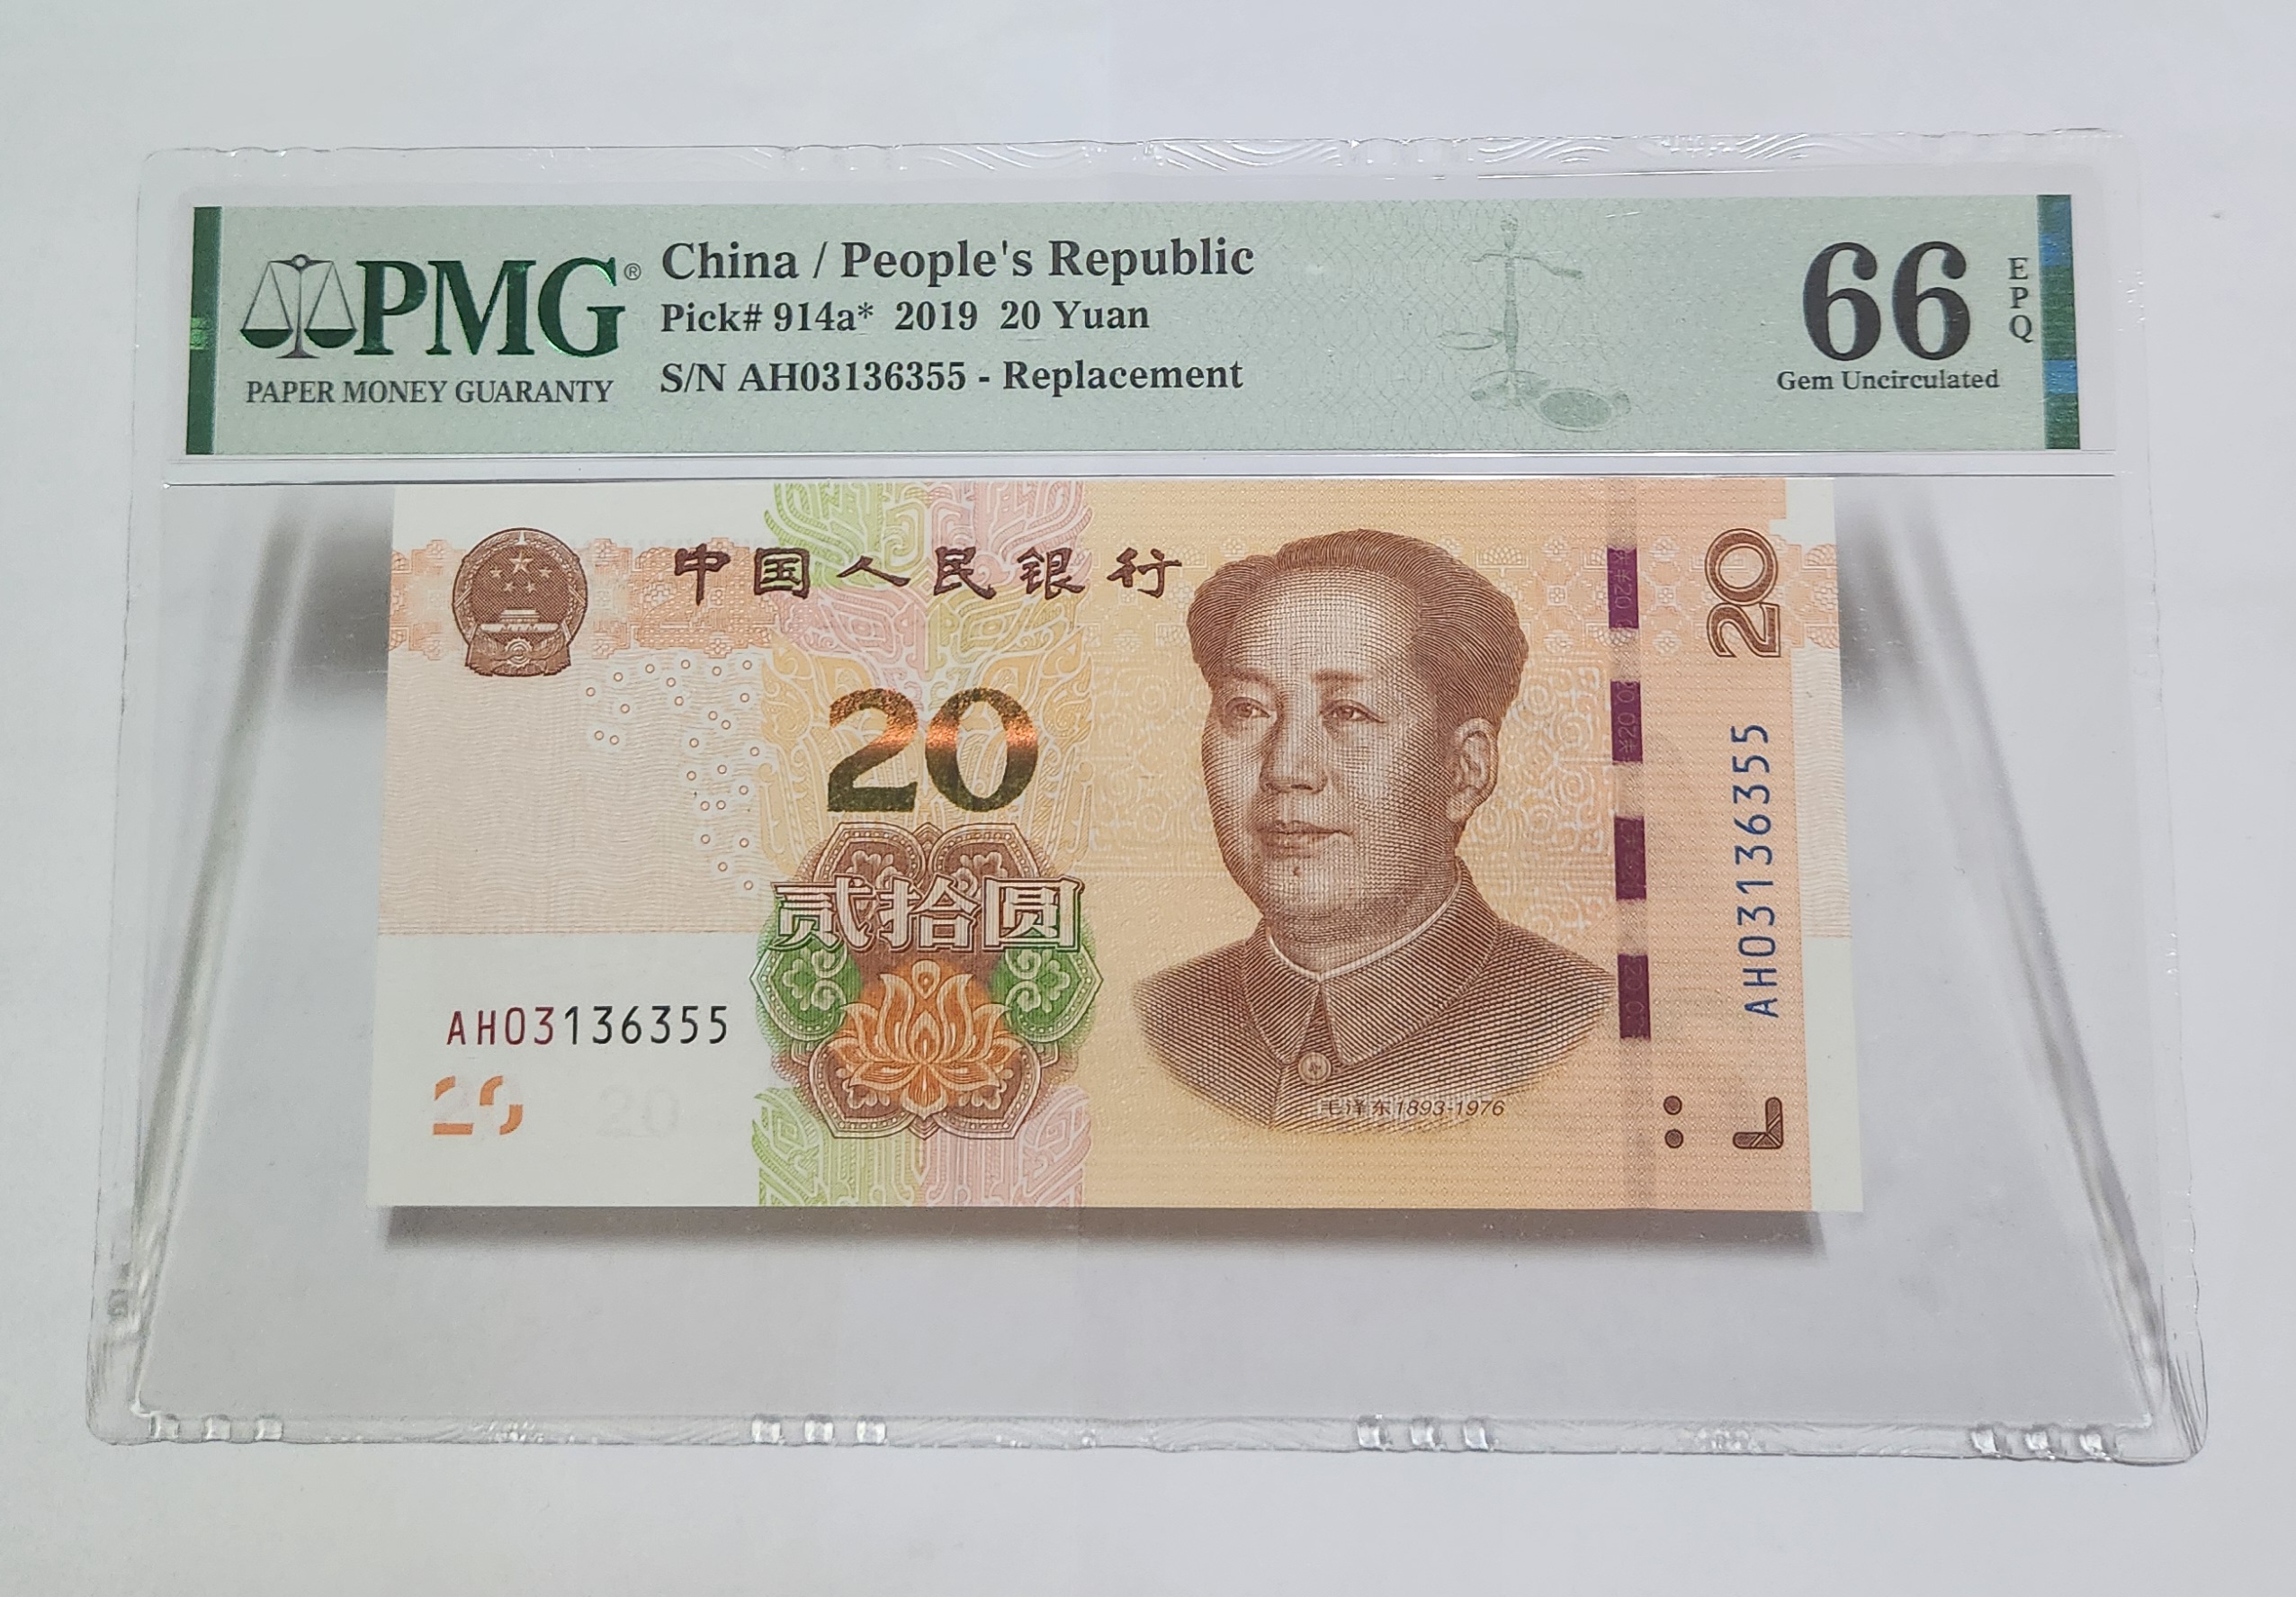 PMG®
PAPER MONEY GUARANTY
China / People's Republic
Pick# 914a* 2019 20 Yuan
S/N AH03136355 - Replacement
66
EPQ
Gem Uncirculated
中国人民银行
20
贰拾圆
AH03136355
20
20
毛泽东1893-1976
20
AH03136355
¥20